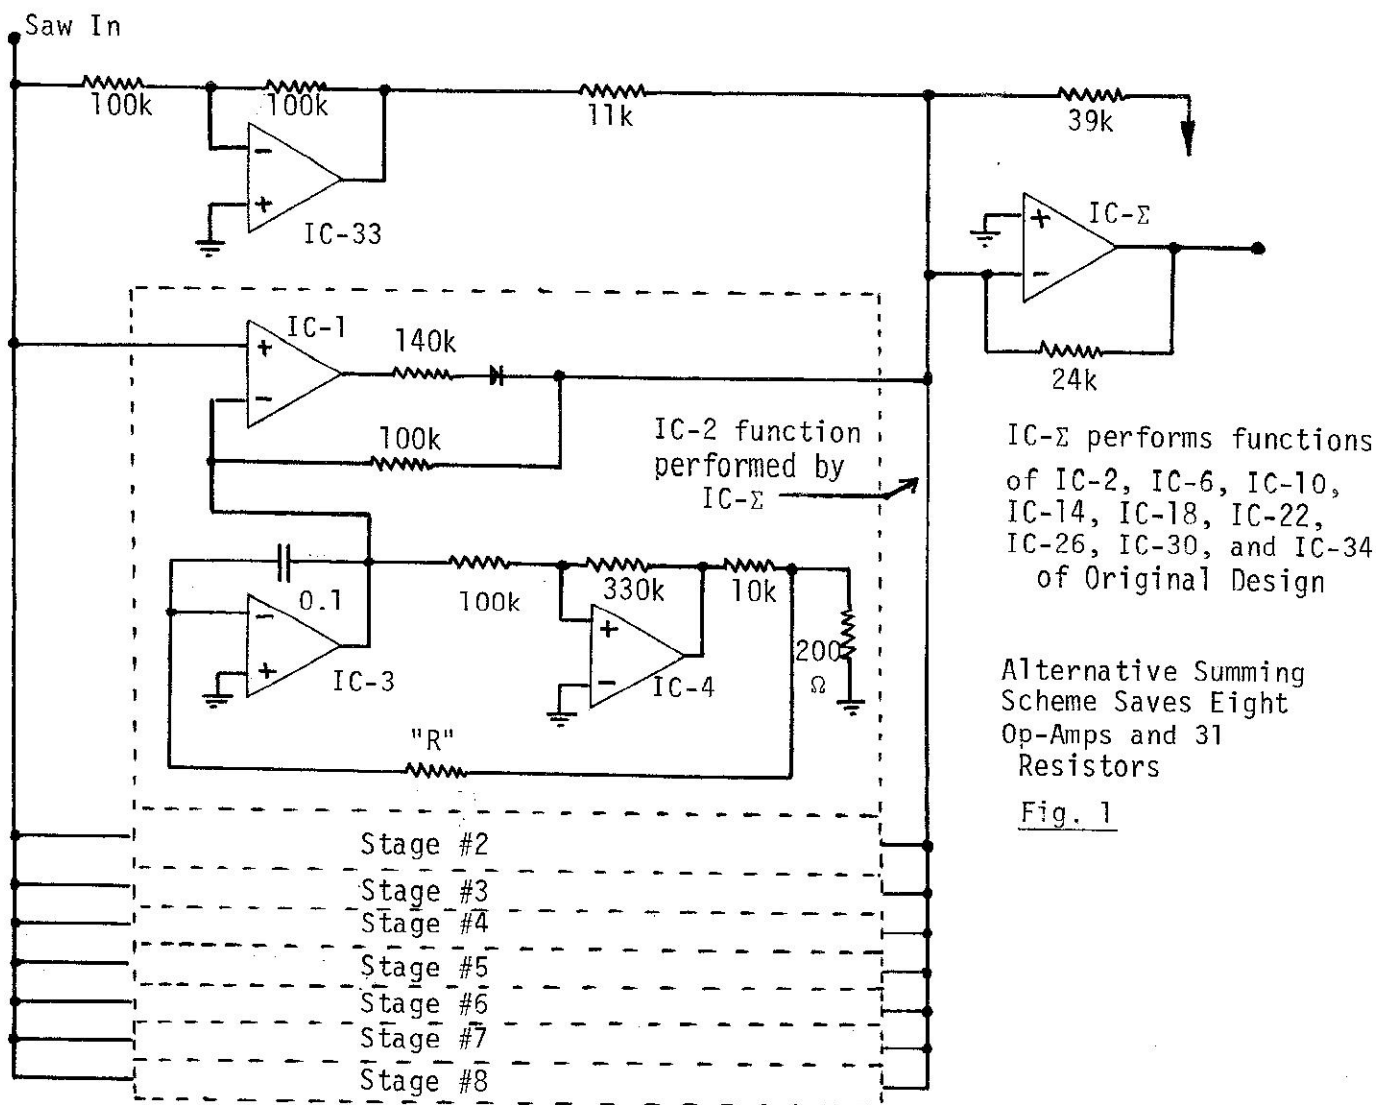 Saw In
100k
100k
11k
39k
IC-33
IC-Σ
24k
IC-1
140k
100k
IC-2 function
performed by
IC-Σ
IC-Σ performs functions
of IC-2, IC-6, IC-10,
IC-14, IC-18, IC-22,
IC-26, IC-30, and IC-34
of Original Design
0.1
100k
330k
10k
200
Ω
IC-3
IC-4
"R"
Alternative Summing
Scheme Saves Eight
Op-Amps and 31
Resistors
Fig. 1
Stage #2
Stage #3
Stage #4
Stage #5
Stage #6
Stage #7
Stage #8